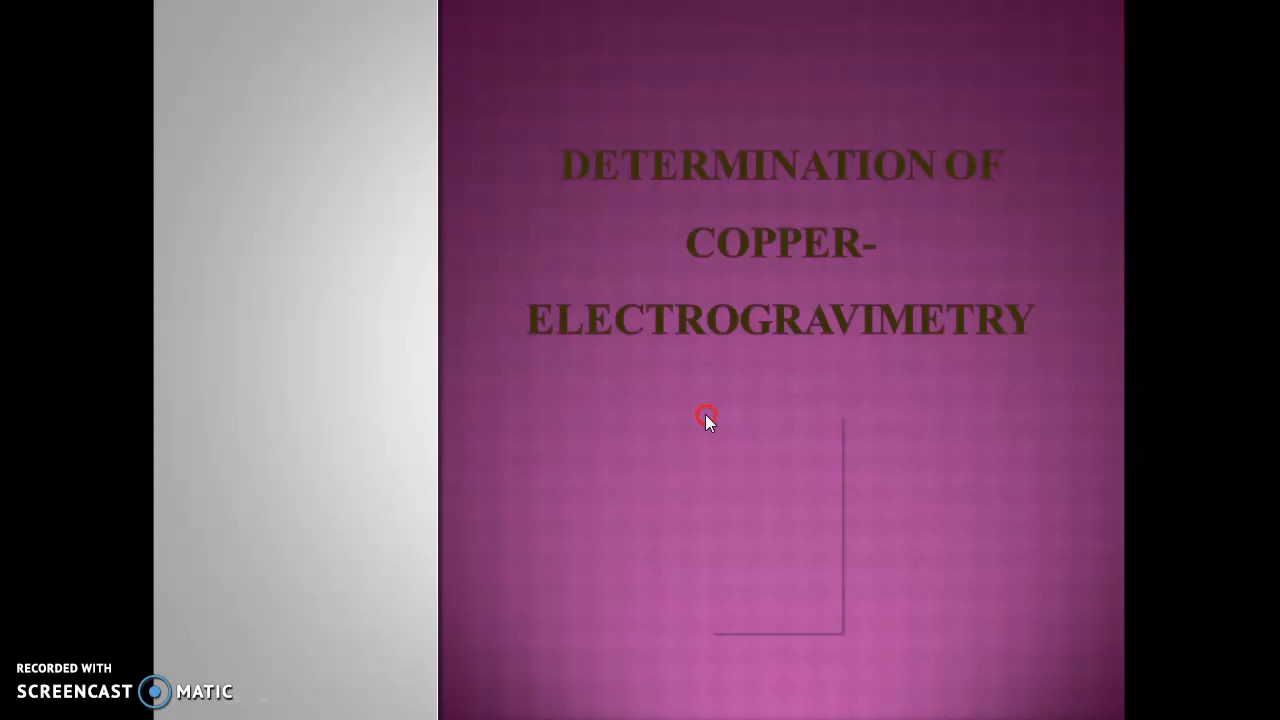 DETERMINATION OF
COPPER-
ELECTROGRAVIMETRY
RECORDED WITH
SCREENCAST MATIC